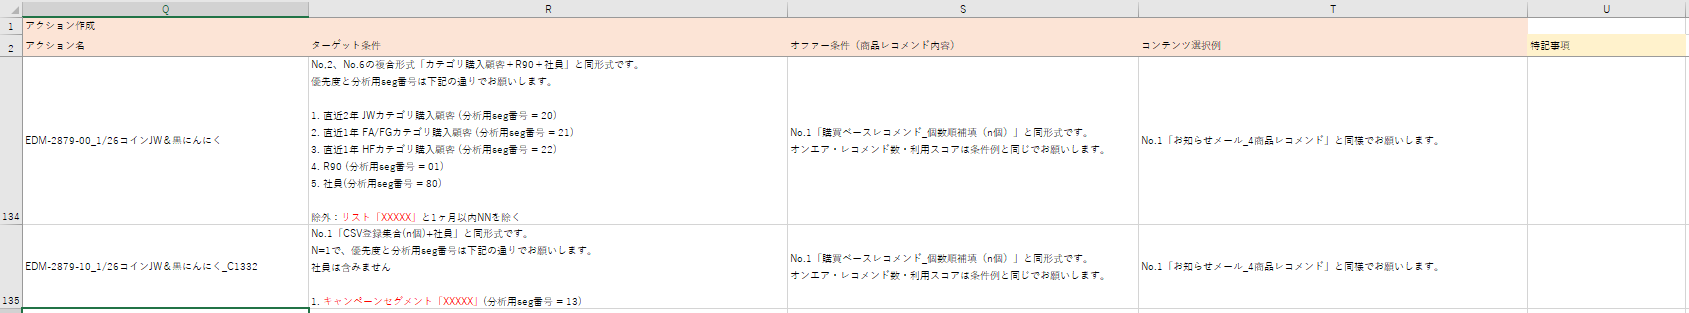 Q R S T U
1 アクション作成
2 アクション名 ターゲット条件 オファー条件（商品レコメンド内容） コンテンツ選択例 特記事項
No.2、No.6の複合形式「カテゴリ購入顧客＋R90＋社員」と同形式です。
優先度と分析用seg番号は下記の通りでお願いします。
1. 直近2年 JWカテゴリ購入顧客 (分析用seg番号 = 20)
2. 直近1年 FA/FGカテゴリ購入顧客 (分析用seg番号 = 21)
3. 直近1年 HFカテゴリ購入顧客 (分析用seg番号 = 22)
4. R90 (分析用seg番号 = 01)
5. 社員(分析用seg番号 = 80)
除外：リスト「XXXXX」と1ヶ月以内NNを除く
EDM-2879-00_1/26コインJW＆黒にんにく
No.1「購買ベースレコメンド_個数順補填（n個）」と同形式です。
オンエア・レコメンド数・利用スコアは条件例と同じでお願いします。
No.1「お知らせメール_4商品レコメンド」と同様でお願いします。
134
No.1「CSV登録集合(n個)+社員」と同形式です。
N=1で、優先度と分析用seg番号は下記の通りでお願いします。
社員は含みません
1. キャンペーンセグメント「XXXXX」(分析用seg番号 = 13)
EDM-2879-10_1/26コインJW＆黒にんにく_C1332
No.1「購買ベースレコメンド_個数順補填（n個）」と同形式です。
オンエア・レコメンド数・利用スコアは条件例と同じでお願いします。
No.1「お知らせメール_4商品レコメンド」と同様でお願いします。
135